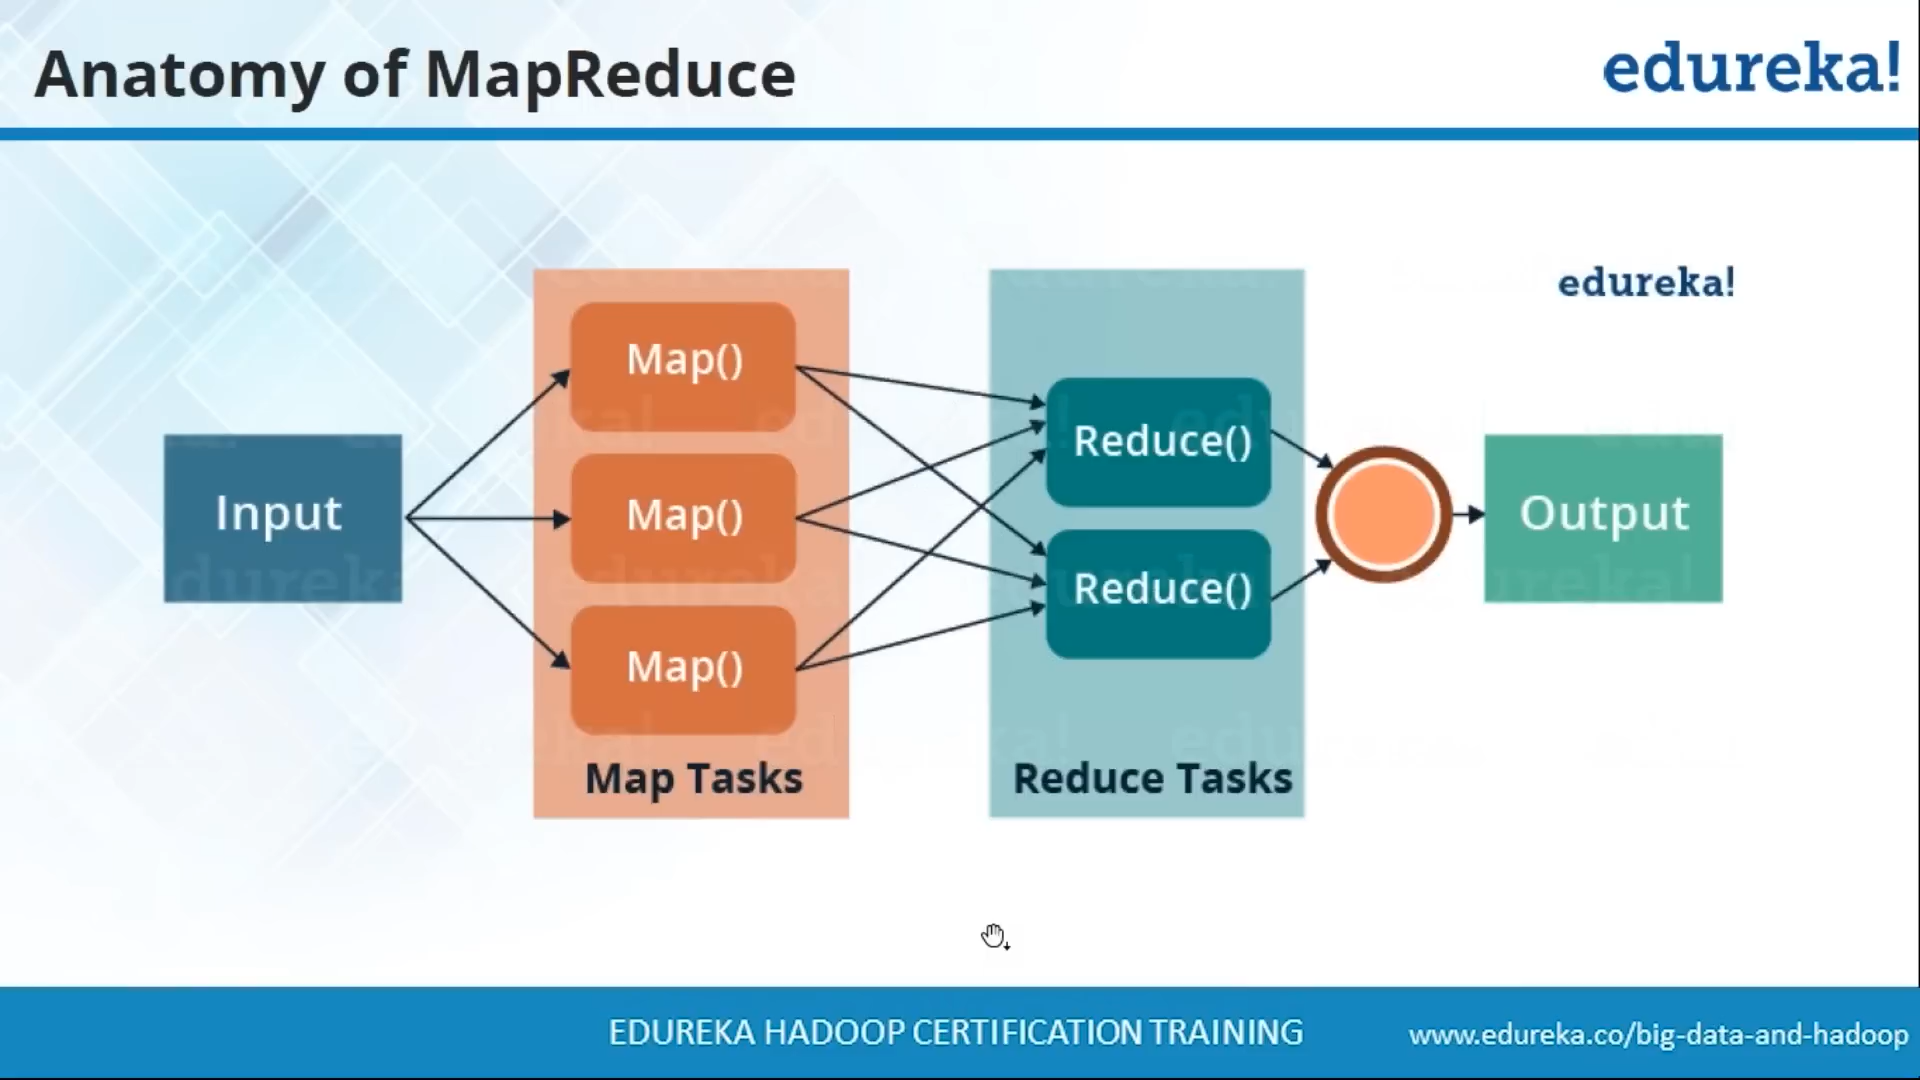 Anatomy of MapReduce
edureka!
edureka!
Map()
Reduce()
Input
Map()
Output
Reduce()
Map()
Map Tasks
Reduce Tasks
EDUREKA HADOOP CERTIFICATION TRAINING
www.edureka.co/big-data-and-hadoop